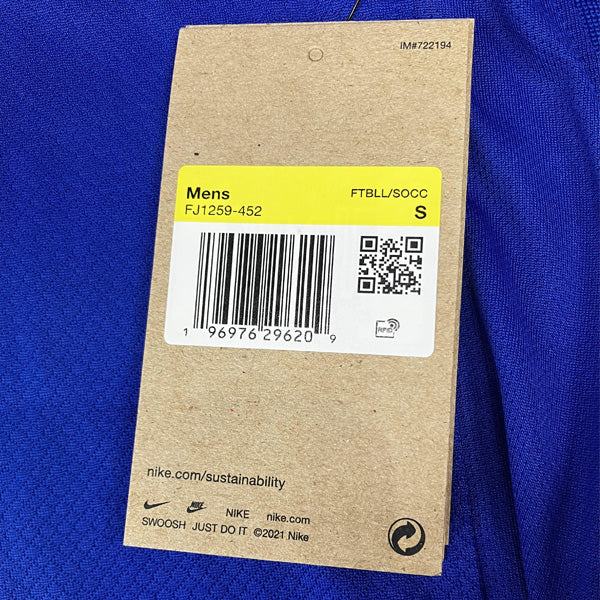 IM#722194
Mens FTBLL/SOCC
FJ1259-452 S
1 96976 29620 9
RFID
nike.com/sustainability
NIKE NIKE nike.com
SWOOSH JUST DO IT ©2021 Nike